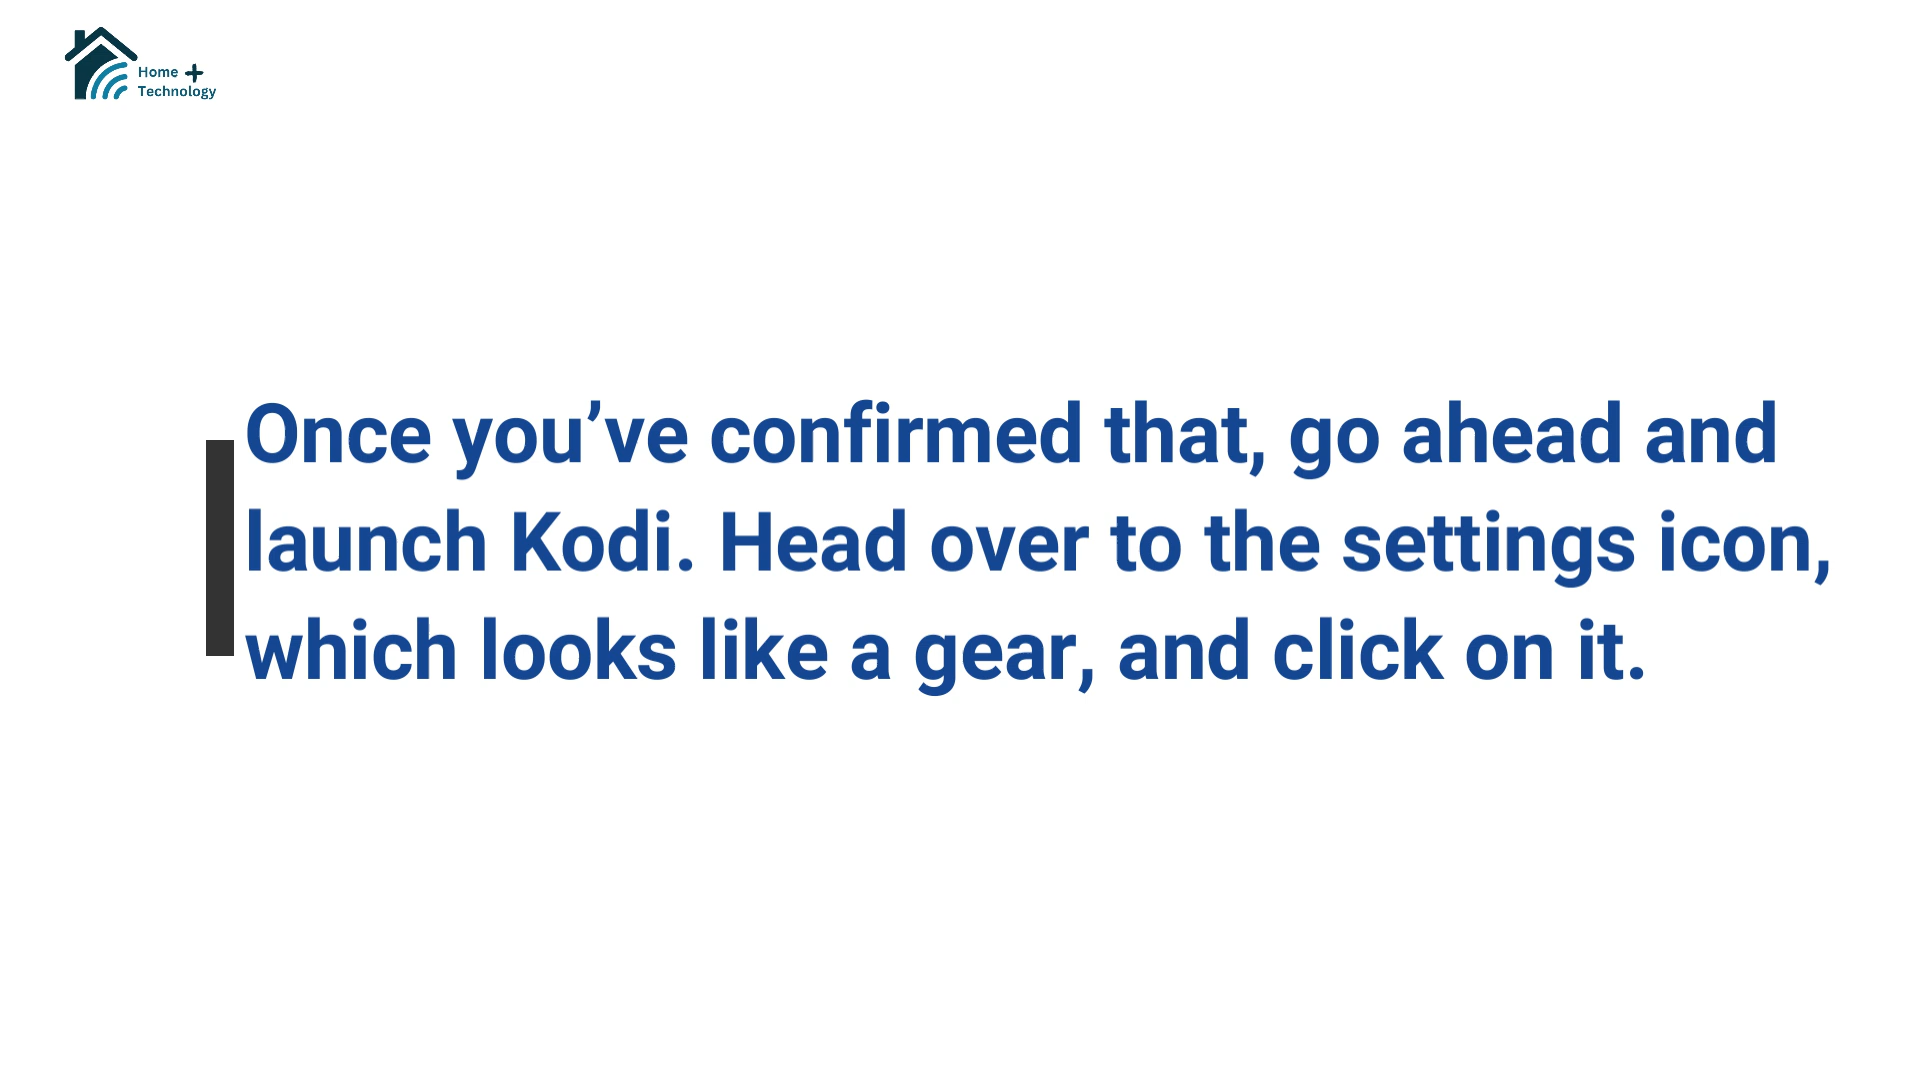 Home +
Technology
Once you’ve confirmed that, go ahead and
launch Kodi. Head over to the settings icon,
which looks like a gear, and click on it.